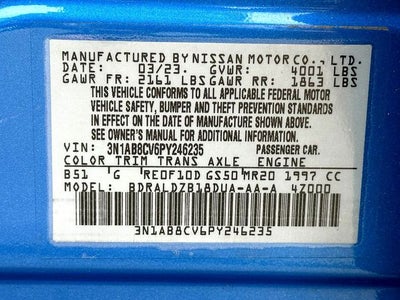 MANUFACTURED BY NISSAN MOTOR CO., LTD.
DATE: 03/23. GVWR: 4001 LBS
GAWR FR: 2161 LBS GAWR RR: 1863 LBS
THIS VEHICLE CONFORMS TO ALL APPLICABLE FEDERAL MOTOR
VEHICLE SAFETY, BUMPER AND THEFT PREVENTION STANDARDS
IN EFFECT ON THE DATE OF MANUFACTURE SHOWN ABOVE.
SEE OWNER'S MANUAL FOR ADDITIONAL INFORMATION
VIN: 3N1AB8CV6PY246235 PASSENGER CAR.
COLOR TRIM TRANS AXLE ENGINE
B51 G RE0F10D GS50 MR20 1997 CC
MODEL: BDRALDZB18DUA-AA-A 4Z000
3N1AB8CV6PY246235